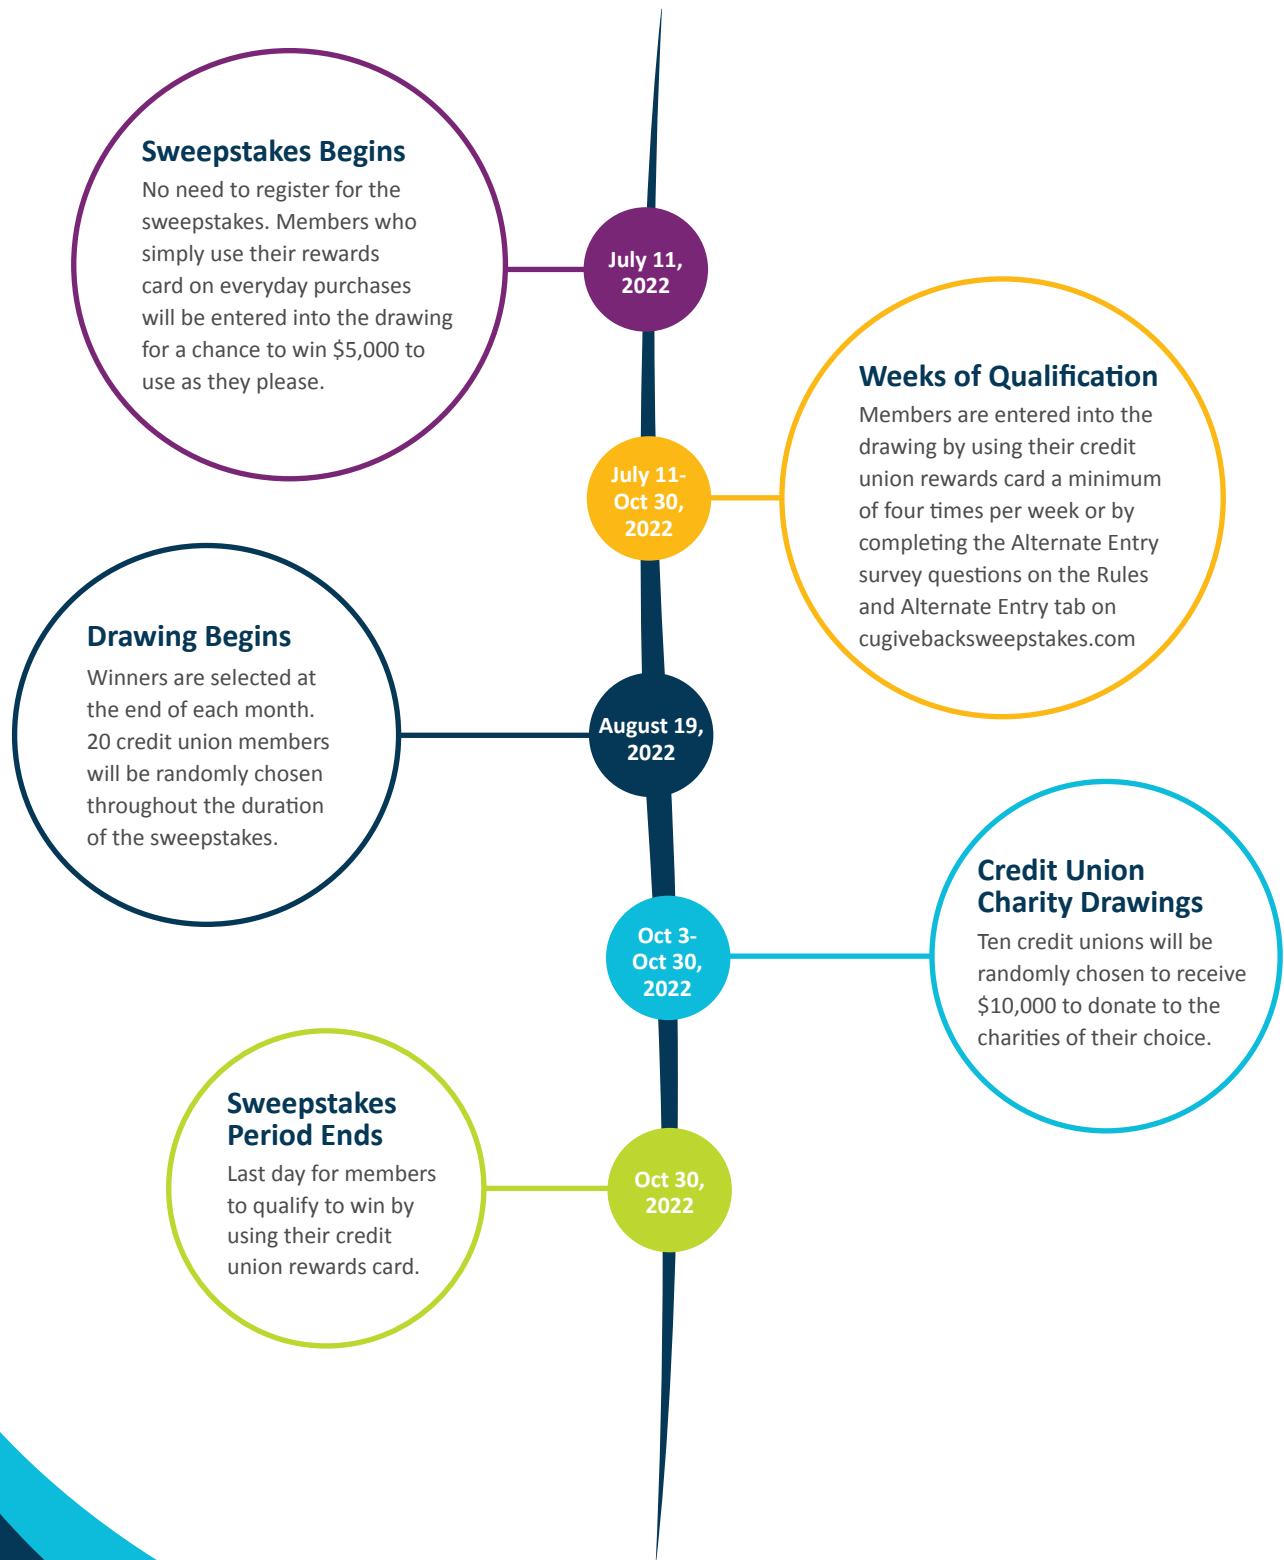 Sweepstakes Begins
No need to register for the
sweepstakes. Members who
simply use their rewards
card on everyday purchases
will be entered into the drawing
for a chance to win $5,000 to
use as they please.
July 11,
2022
Weeks of Qualification
Members are entered into the
drawing by using their credit
union rewards card a minimum
of four times per week or by
completing the Alternate Entry
survey questions on the Rules
and Alternate Entry tab on
cugivebacksweepstakes.com
July 11-
Oct 30,
2022
Drawing Begins
Winners are selected at
the end of each month.
20 credit union members
will be randomly chosen
throughout the duration
of the sweepstakes.
August 19,
2022
Credit Union
Charity Drawings
Ten credit unions will be
randomly chosen to receive
$10,000 to donate to the
charities of their choice.
Oct 3-
Oct 30,
2022
Sweepstakes
Period Ends
Last day for members
to qualify to win by
using their credit
union rewards card.
Oct 30,
2022